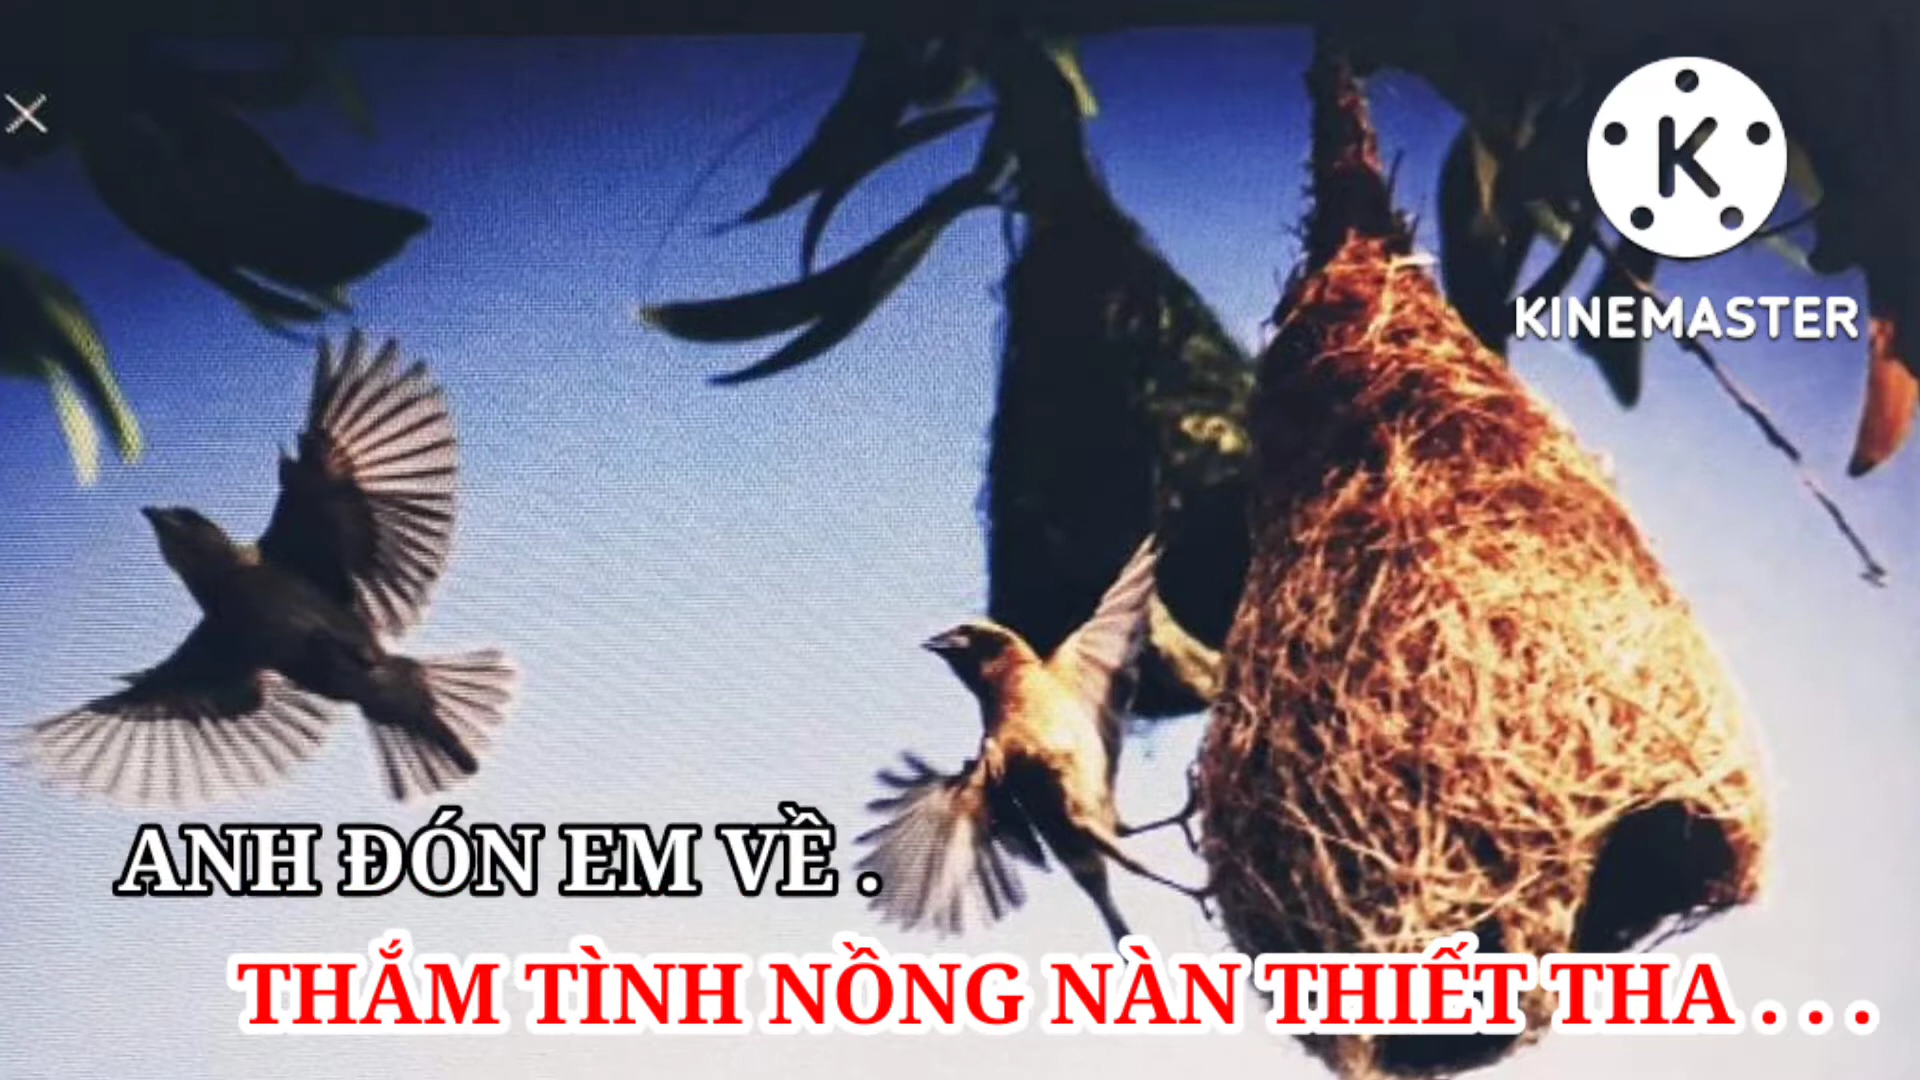 K
KINEMASTER
ANH ĐÓN EM VỀ .
THẮM TÌNH NỒNG NÀN THIẾT THA . . .